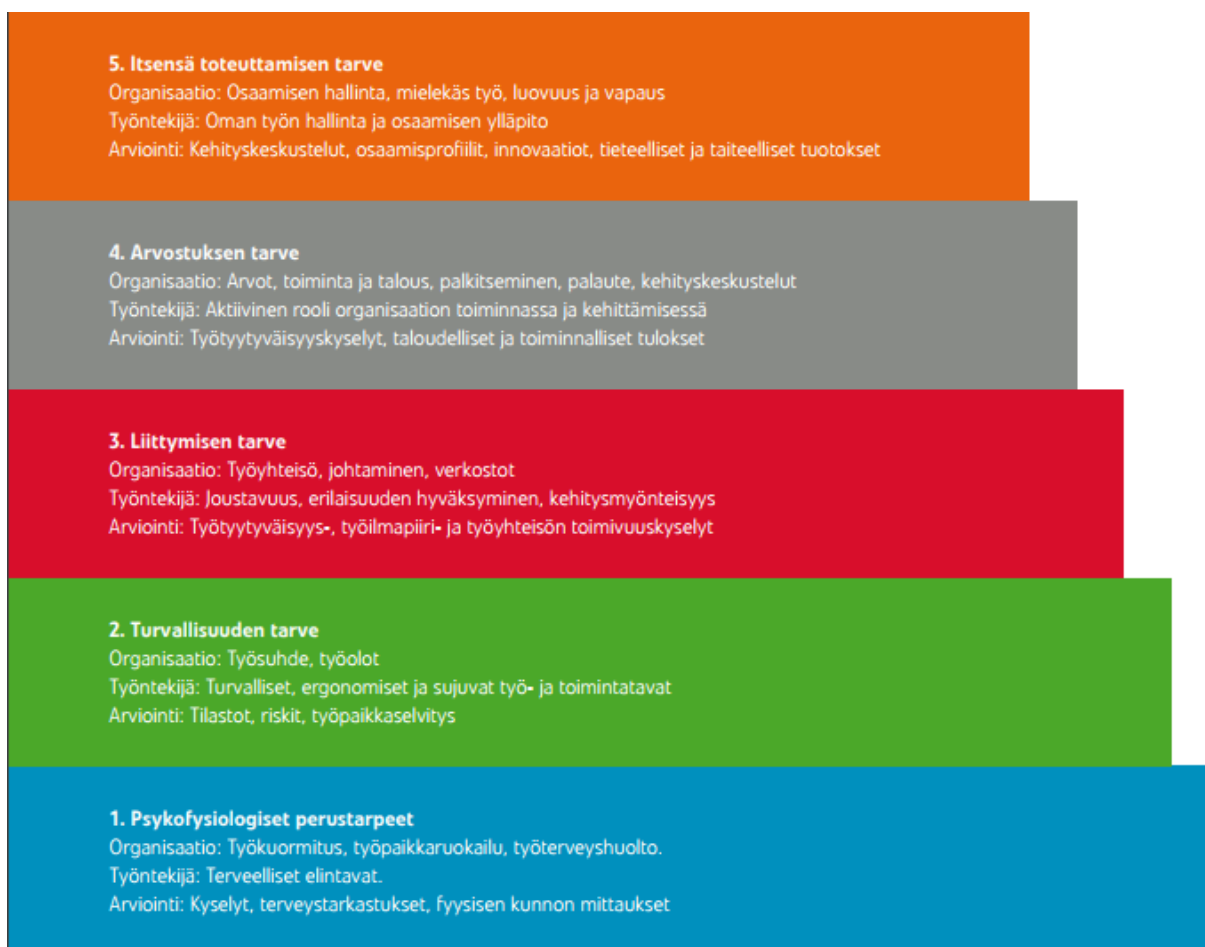 5. Itsensä toteuttamisen tarve
Organisaatio: Osaamisen hallinta, mielekäs työ, luovuus ja vapaus
Työntekijä: Oman työn hallinta ja osaamisen ylläpito
Arviointi: Kehityskeskustelut, osaamisprofiilit, innovaatiot, tieteelliset ja taiteelliset tuotokset
4. Arvostuksen tarve
Organisaatio: Arvot, toiminta ja talous, palkitseminen, palaute, kehityskeskustelut
Työntekijä: Aktiivinen rooli organisaation toiminnassa ja kehittämisessä
Arviointi: Työtyytyväisyyskyselyt, taloudelliset ja toiminnalliset tulokset
3. Liittymisen tarve
Organisaatio: Työyhteisö, johtaminen, verkostot
Työntekijä: Joustavuus, erilaisuuden hyväksyminen, kehitysmyönteisyys
Arviointi: Työtyytyväisyys-, työilmapiiri- ja työyhteisön toimivuuskyselyt
2. Turvallisuuden tarve
Organisaatio: Työsuhde, työolot
Työntekijä: Turvalliset, ergonomiset ja sujuvat työ- ja toimintatavat
Arviointi: Tilastot, riskit, työpaikkaselvitys
1. Psykofysiologiset perustarpeet
Organisaatio: Työkuormitus, työpaikkaruokailu, työterveyshuolto.
Työntekijä: Terveelliset elintavat.
Arviointi: Kyselyt, terveystarkastukset, fyysisen kunnon mittaukset